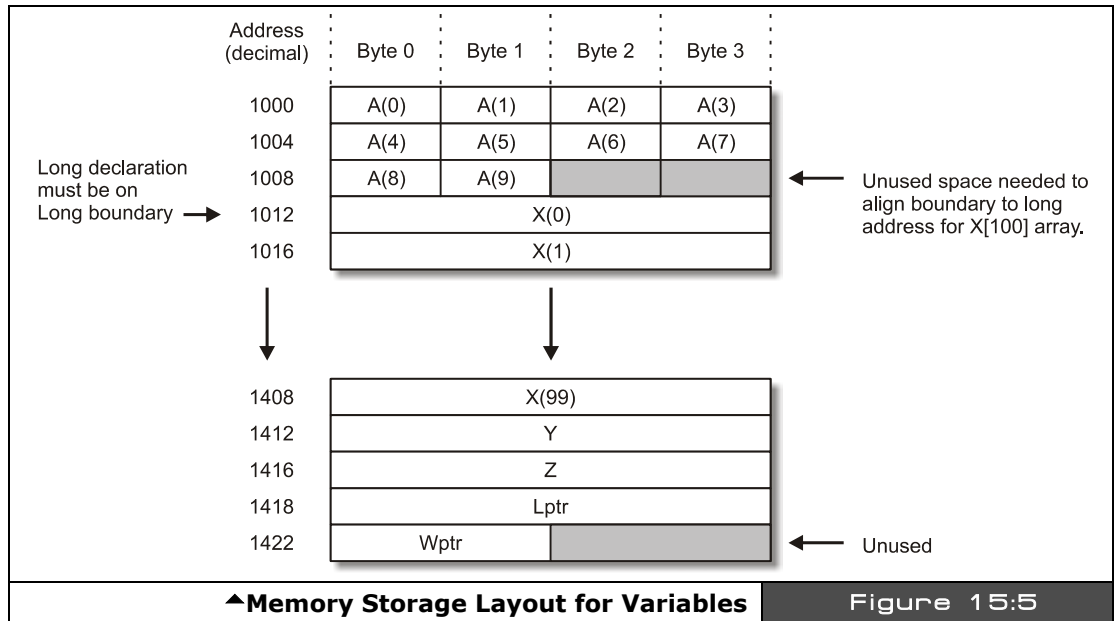 Address
(decimal)
Byte 0 Byte 1 Byte 2 Byte 3
1000 A(0) A(1) A(2) A(3)
1004 A(4) A(5) A(6) A(7)
Long declaration
must be on
Long boundary
1008 A(8) A(9)
Unused space needed to
align boundary to long
address for X[100] array.
1012 X(0)
1016 X(1)
1408 X(99)
1412 Y
1416 Z
1418 Lptr
1422 Wptr
Unused
Memory Storage Layout for Variables
Figure 15:5